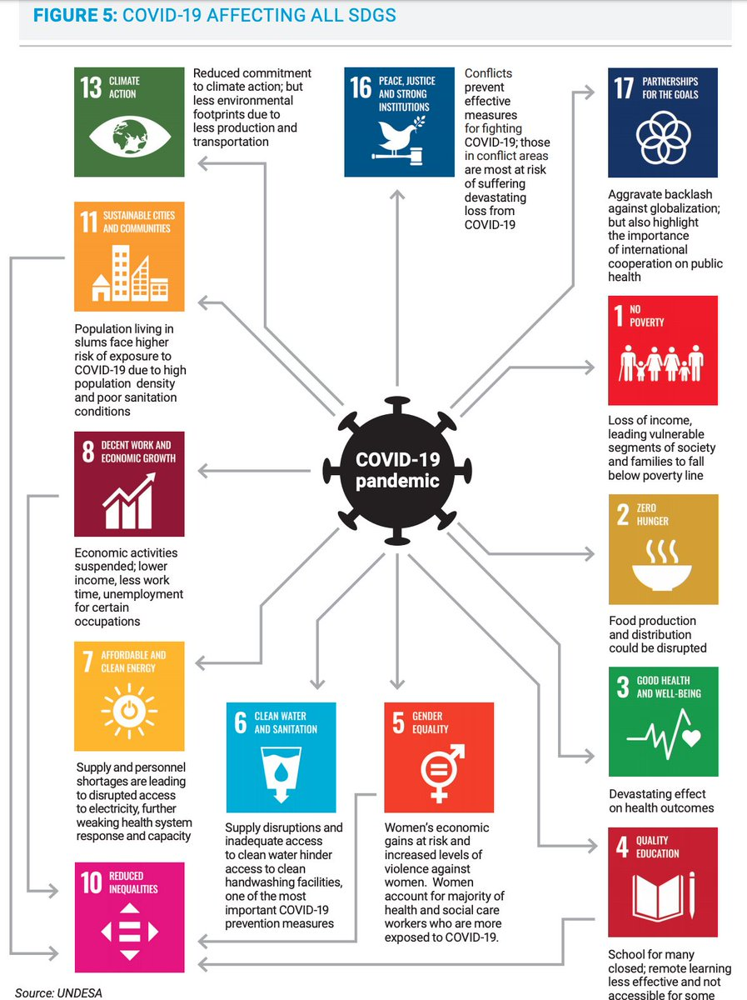 FIGURE 5: COVID-19 AFFECTING ALL SDGS
13 CLIMATE
ACTION
Reduced commitment
to climate action; but
less environmental
footprints due to
less production and
transportation
16 PEACE, JUSTICE
AND STRONG
INSTITUTIONS
Conflicts
prevent
effective
measures
for fighting
COVID-19; those
in conflict areas
are most at risk
of suffering
devastating
loss from
COVID-19
17 PARTNERSHIPS
FOR THE GOALS
Aggravate backlash
against globalization;
but also highlight
the importance
of international
cooperation on public
health
11 SUSTAINABLE CITIES
AND COMMUNITIES
Population living in
slums face higher
risk of exposure to
COVID-19 due to high
population density
and poor sanitation
conditions
1 NO
POVERTY
Loss of income,
leading vulnerable
segments of society
and families to fall
below poverty line
COVID-19
pandemic
8 DECENT WORK AND
ECONOMIC GROWTH
Economic activities
suspended; lower
income, less work
time, unemployment
for certain
occupations
2 ZERO
HUNGER
Food production
and distribution
could be disrupted
7 AFFORDABLE AND
CLEAN ENERGY
Supply and personnel
shortages are leading
to disrupted access
to electricity, further
weaking health system
response and capacity
6 CLEAN WATER
AND SANITATION
Supply disruptions and
inadequate access
to clean water hinder
access to clean
handwashing facilities,
one of the most
important COVID-19
prevention measures
5 GENDER
EQUALITY
Women's economic
gains at risk and
increased levels of
violence against
women. Women
account for majority of
health and social care
workers who are more
exposed to COVID-19.
3 GOOD HEALTH
AND WELL-BEING
Devastating effect
on health outcomes
4 QUALITY
EDUCATION
School for many
closed; remote learning
less effective and not
accessible for some
10 REDUCED
INEQUALITIES
Source: UNDESA